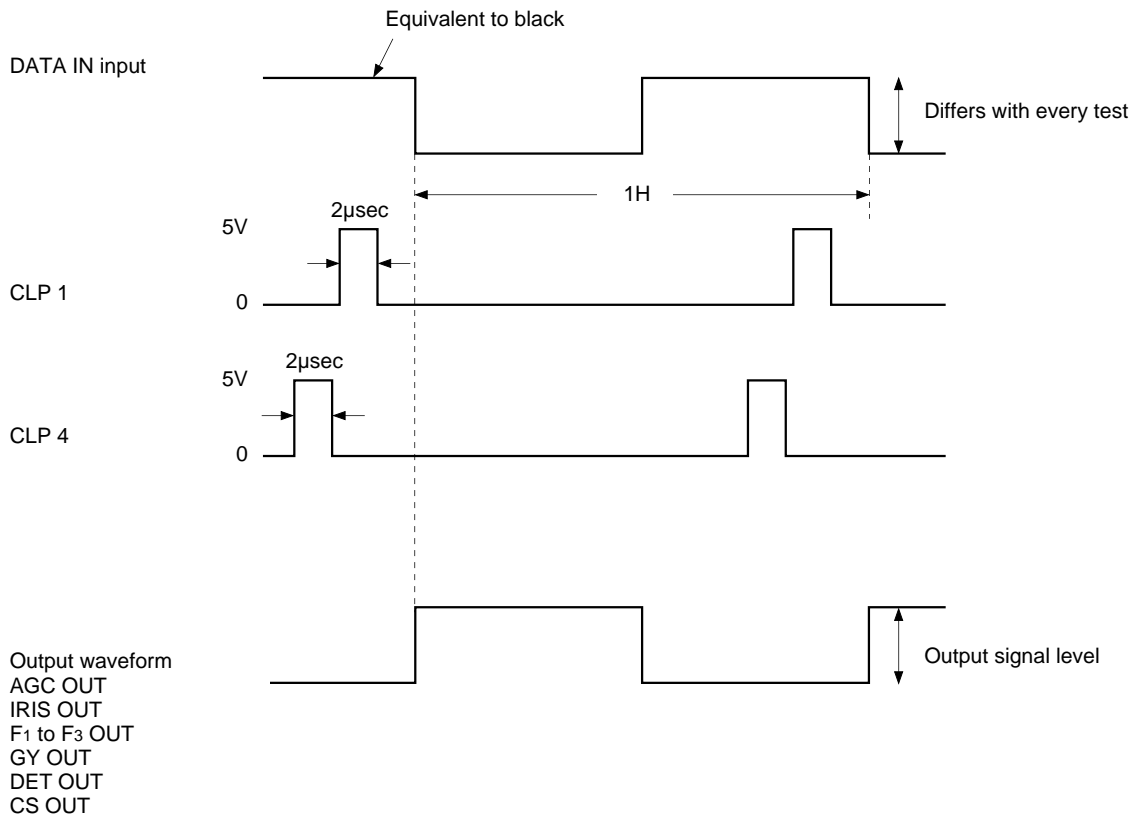 Equivalent to black
DATA IN input
Differs with every test
1H
2µsec
5V
CLP 1
0
2µsec
5V
CLP 4
0
Output waveform
AGC OUT
IRIS OUT
F1 to F3 OUT
GY OUT
DET OUT
CS OUT
Output signal level